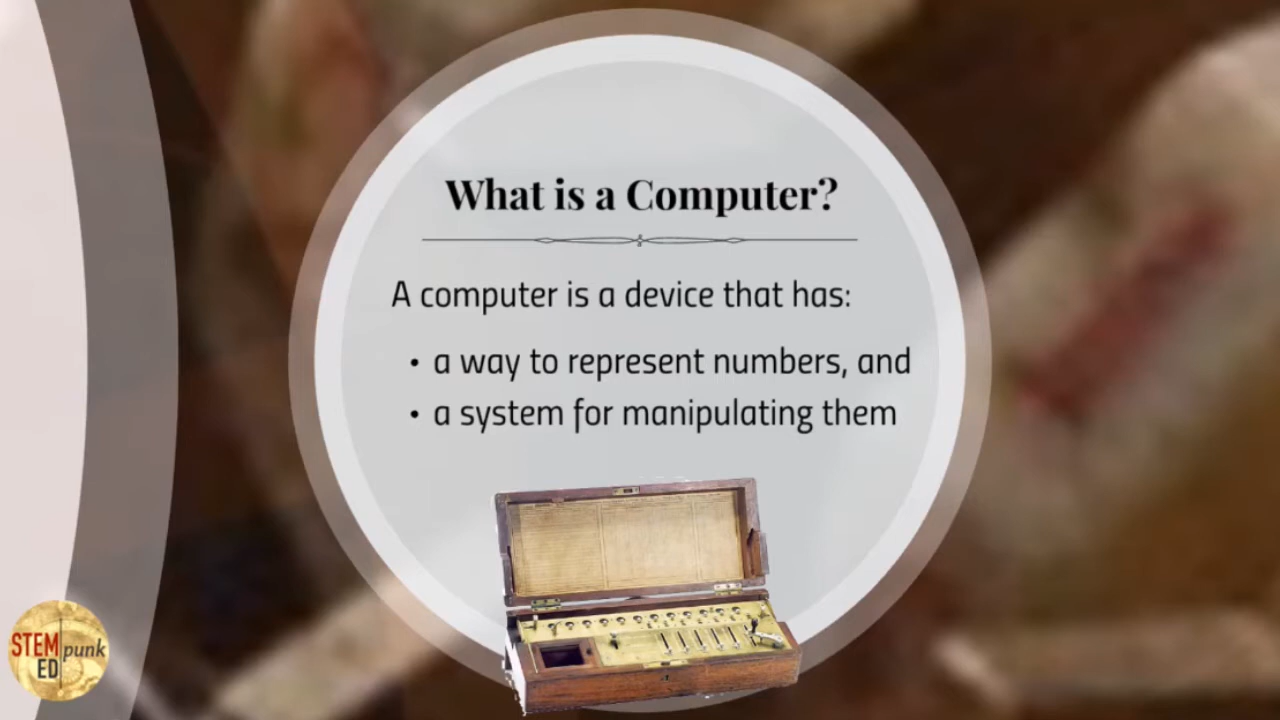 What is a Computer?
A computer is a device that has:
• a way to represent numbers, and
• a system for manipulating them
STEM punk
ED